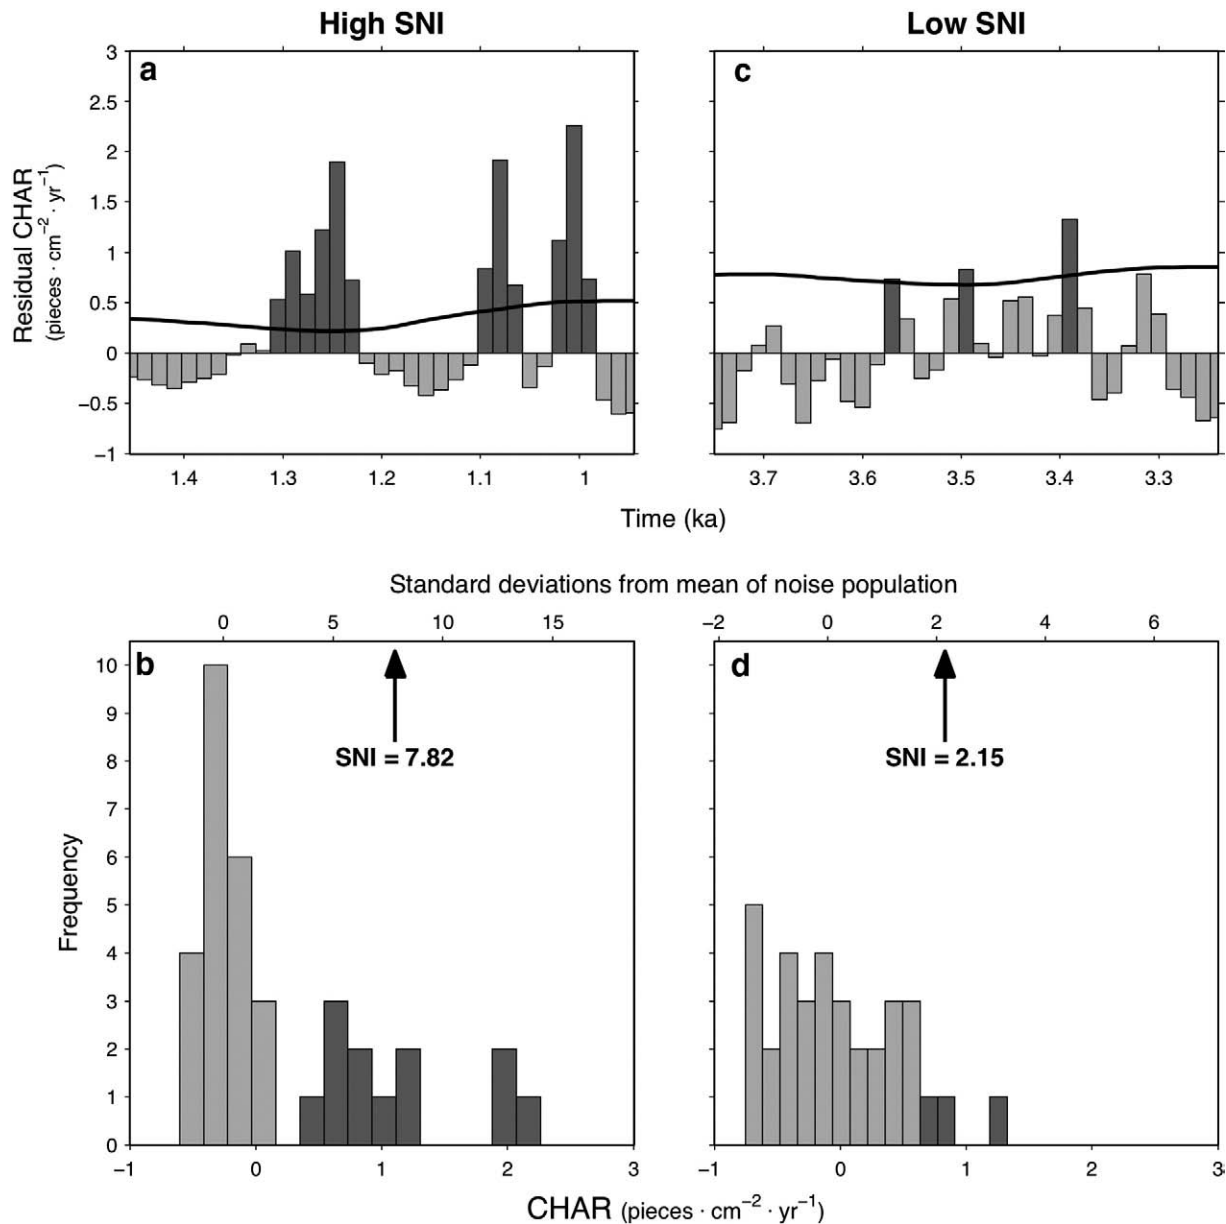 High SNI
Low SNI
a
c
3
2.5
2
1.5
1
0.5
0
−0.5
−1
Residual CHAR
(pieces · cm⁻² · yr⁻¹)
1.4 1.3 1.2 1.1 1
3.7 3.6 3.5 3.4 3.3
Time (ka)
Standard deviations from mean of noise population
0 5 10 15
−2 0 2 4 6
b
d
10
9
8
7
6
5
4
3
2
1
0
Frequency
SNI = 7.82
SNI = 2.15
−1 0 1 2 3
−1 0 1 2 3
CHAR (pieces · cm⁻² · yr⁻¹)